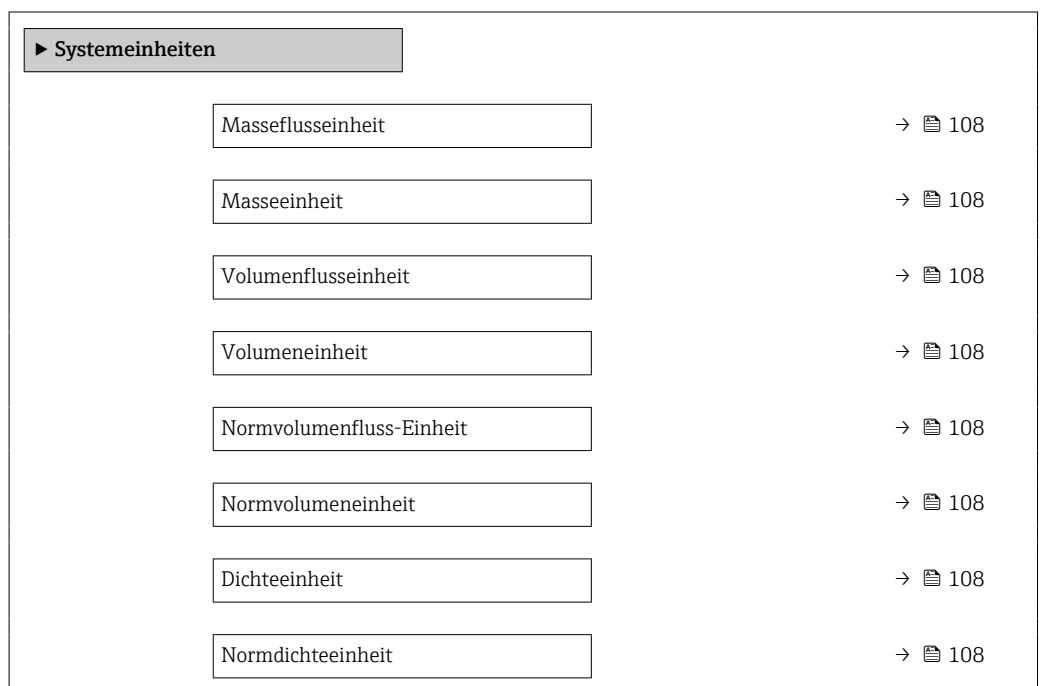 ▶ Systemeinheiten
Masseflusseinheit → 108
Masseeinheit → 108
Volumenflusseinheit → 108
Volumeneinheit → 108
Normvolumenfluss-Einheit → 108
Normvolumeneinheit → 108
Dichteeinheit → 108
Normdichteeinheit → 108